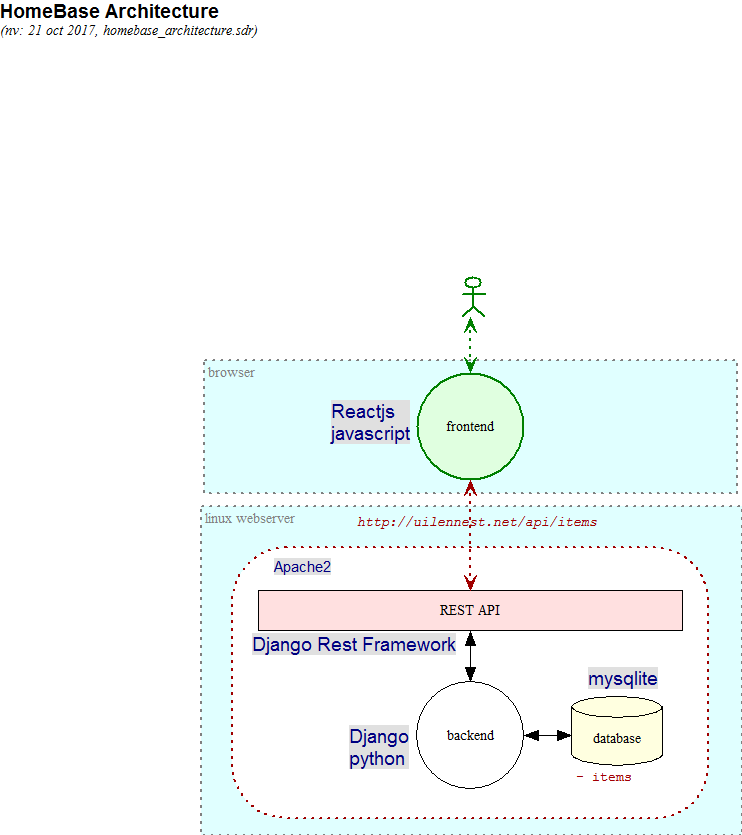 HomeBase Architecture
(nv: 21 oct 2017, homebase_architecture.sdr)
browser
Reactjs
javascript
frontend
linux webserver
http://uilennest.net/api/items
Apache2
REST API
Django Rest Framework
mysqlite
Django
python
backend
database
- items